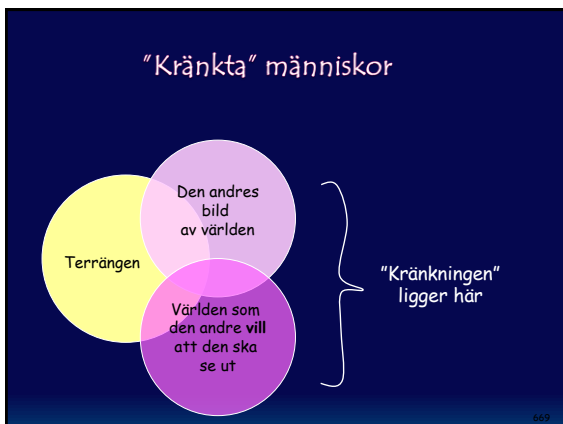 ”Kränkta” människor
Den andres
bild
av världen
Terrängen
”Kränkningen”
ligger här
Världen som
den andre vill
att den ska
se ut
669